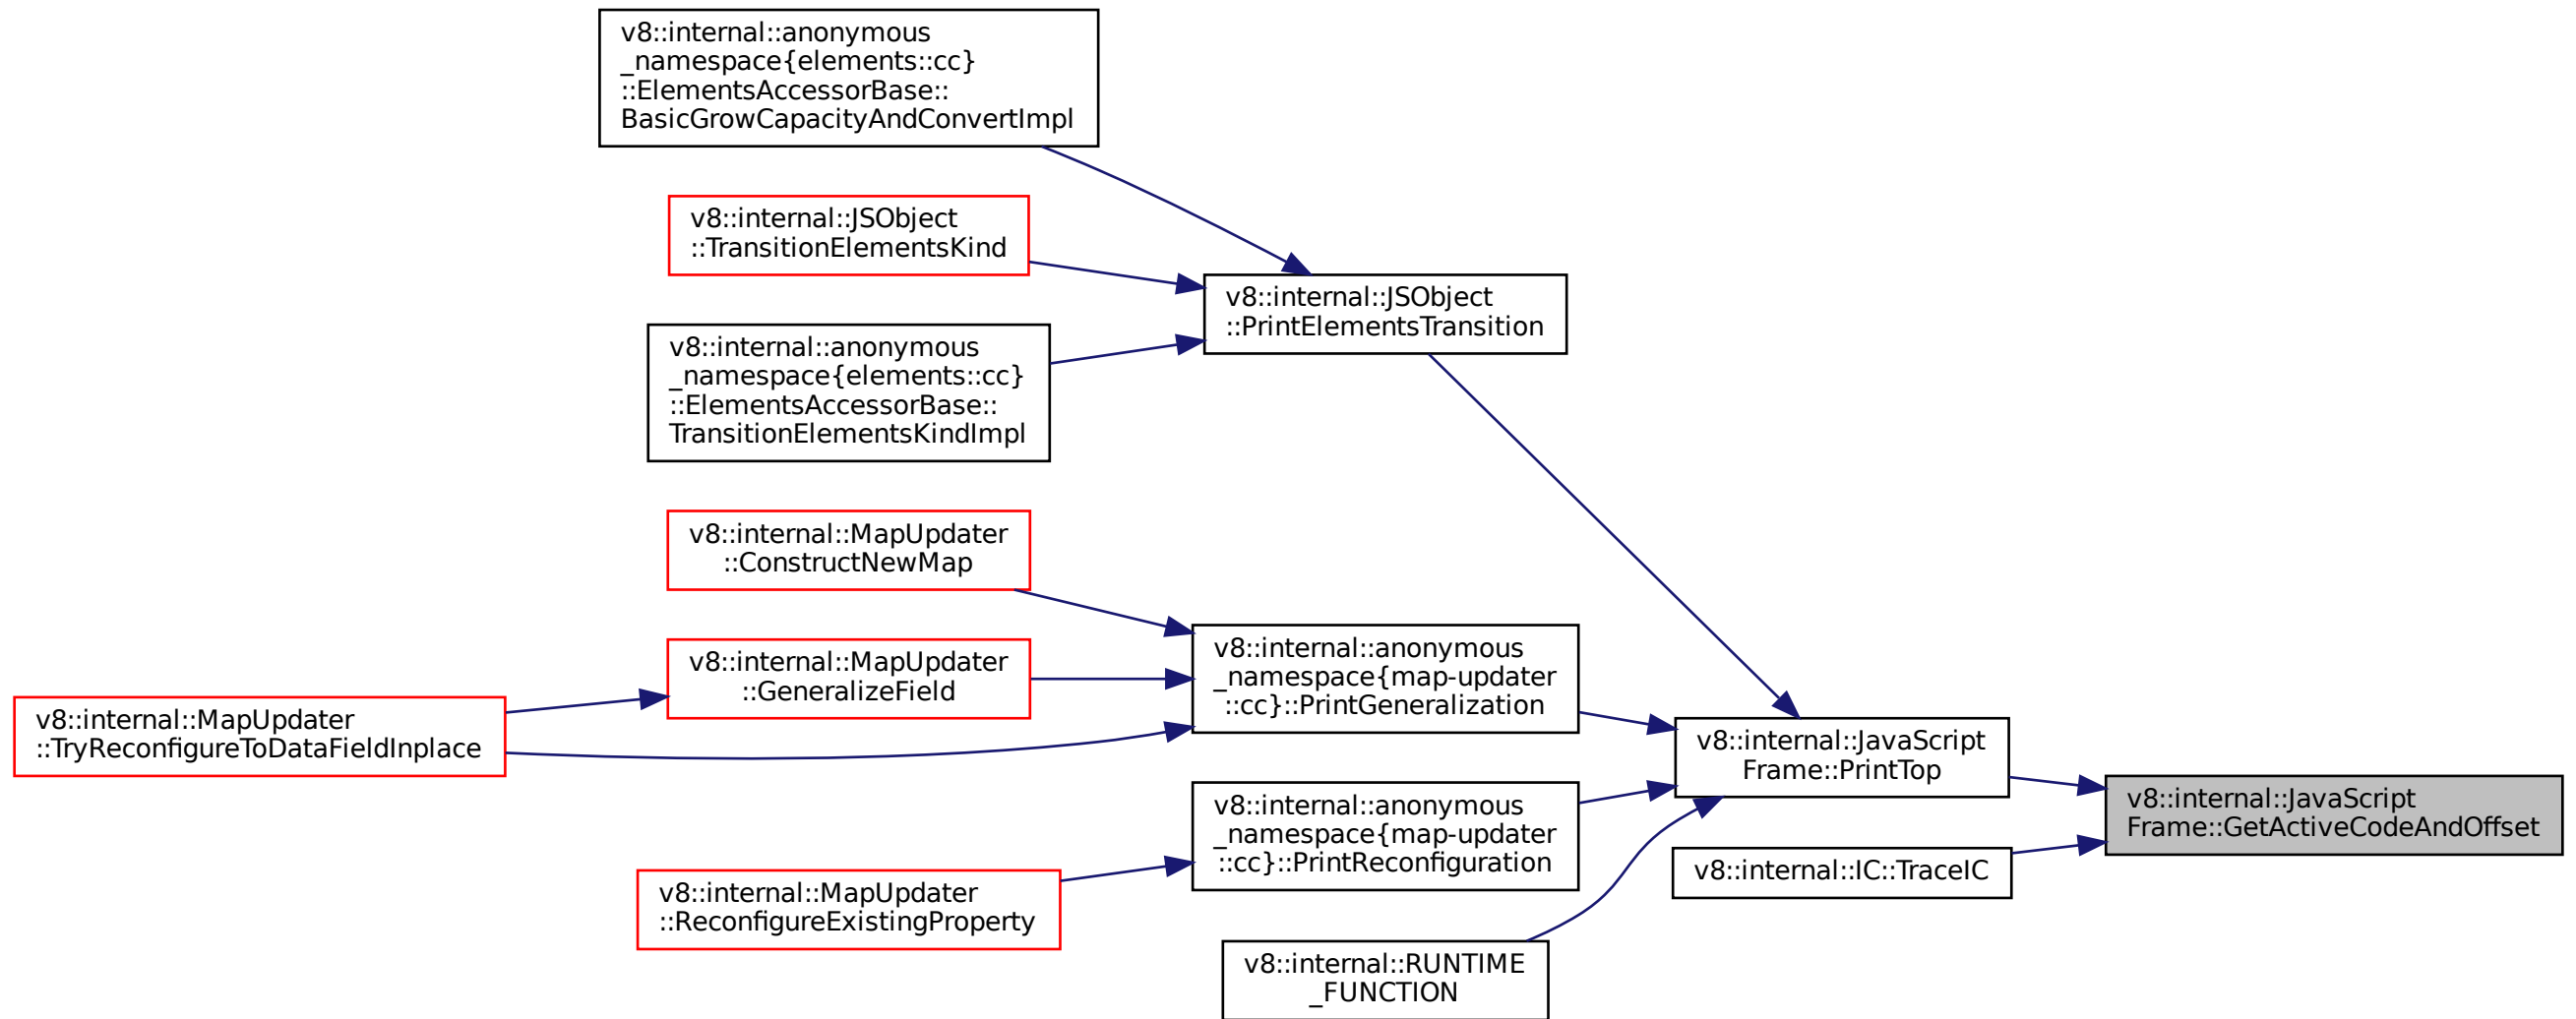 v8::internal::anonymous
_namespace{elements::cc}
::ElementsAccessorBase::
BasicGrowCapacityAndConvertImpl
v8::internal::JSObject
::TransitionElementsKind
v8::internal::JSObject
::PrintElementsTransition
v8::internal::anonymous
_namespace{elements::cc}
::ElementsAccessorBase::
TransitionElementsKindImpl
v8::internal::MapUpdater
::ConstructNewMap
v8::internal::MapUpdater
::GeneralizeField
v8::internal::anonymous
_namespace{map-updater
::cc}::PrintGeneralization
v8::internal::MapUpdater
::TryReconfigureToDataFieldInplace
v8::internal::JavaScript
Frame::PrintTop
v8::internal::JavaScript
Frame::GetActiveCodeAndOffset
v8::internal::anonymous
_namespace{map-updater
::cc}::PrintReconfiguration
v8::internal::IC::TraceIC
v8::internal::MapUpdater
::ReconfigureExistingProperty
v8::internal::RUNTIME
_FUNCTION